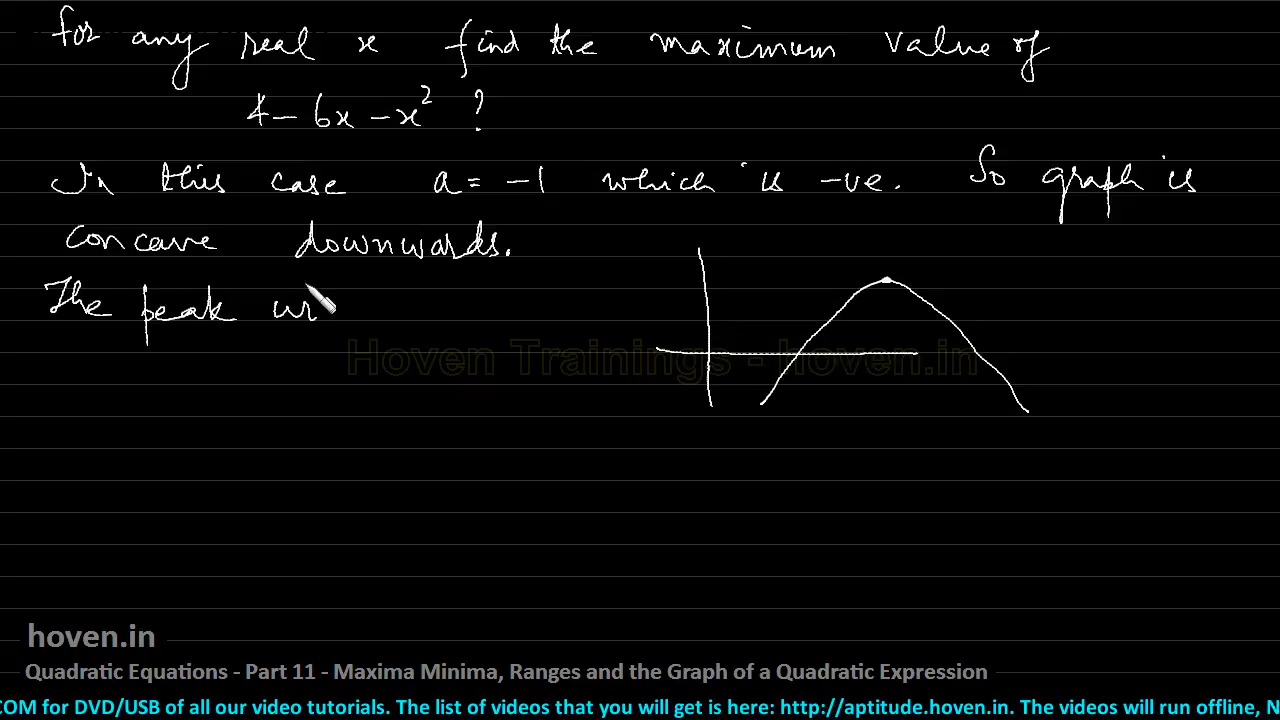 For any real x find the maximum value of
4 - 6x - x² ?
In this case a = -1 which is -ve. So graph is
concave downwards.
The peak wi
Hoven Trainings - hoven.in
hoven.in
Quadratic Equations - Part 11 - Maxima Minima, Ranges and the Graph of a Quadratic Expression
COM for DVD/USB of all our video tutorials. The list of videos that you will get is here: http://aptitude.hoven.in. The videos will run offline, N